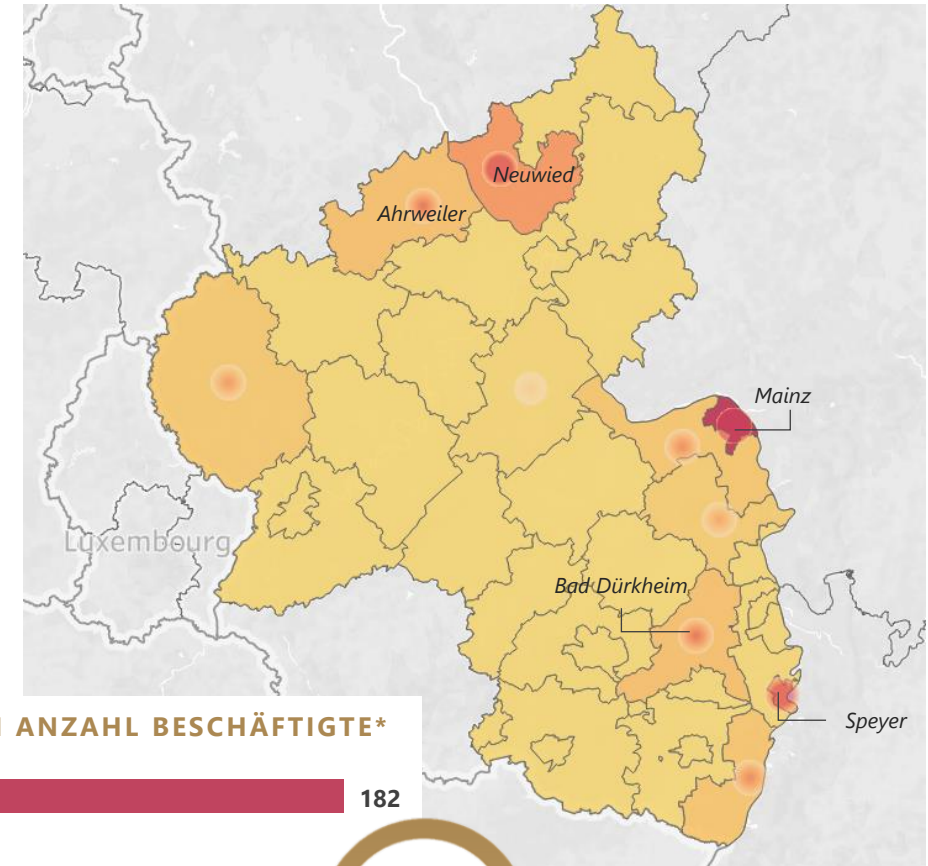 Neuwied
Ahrweiler
Mainz
Luxembourg
Bad Dürkheim
Speyer
ANZAHL BESCHÄFTIGTE*
182